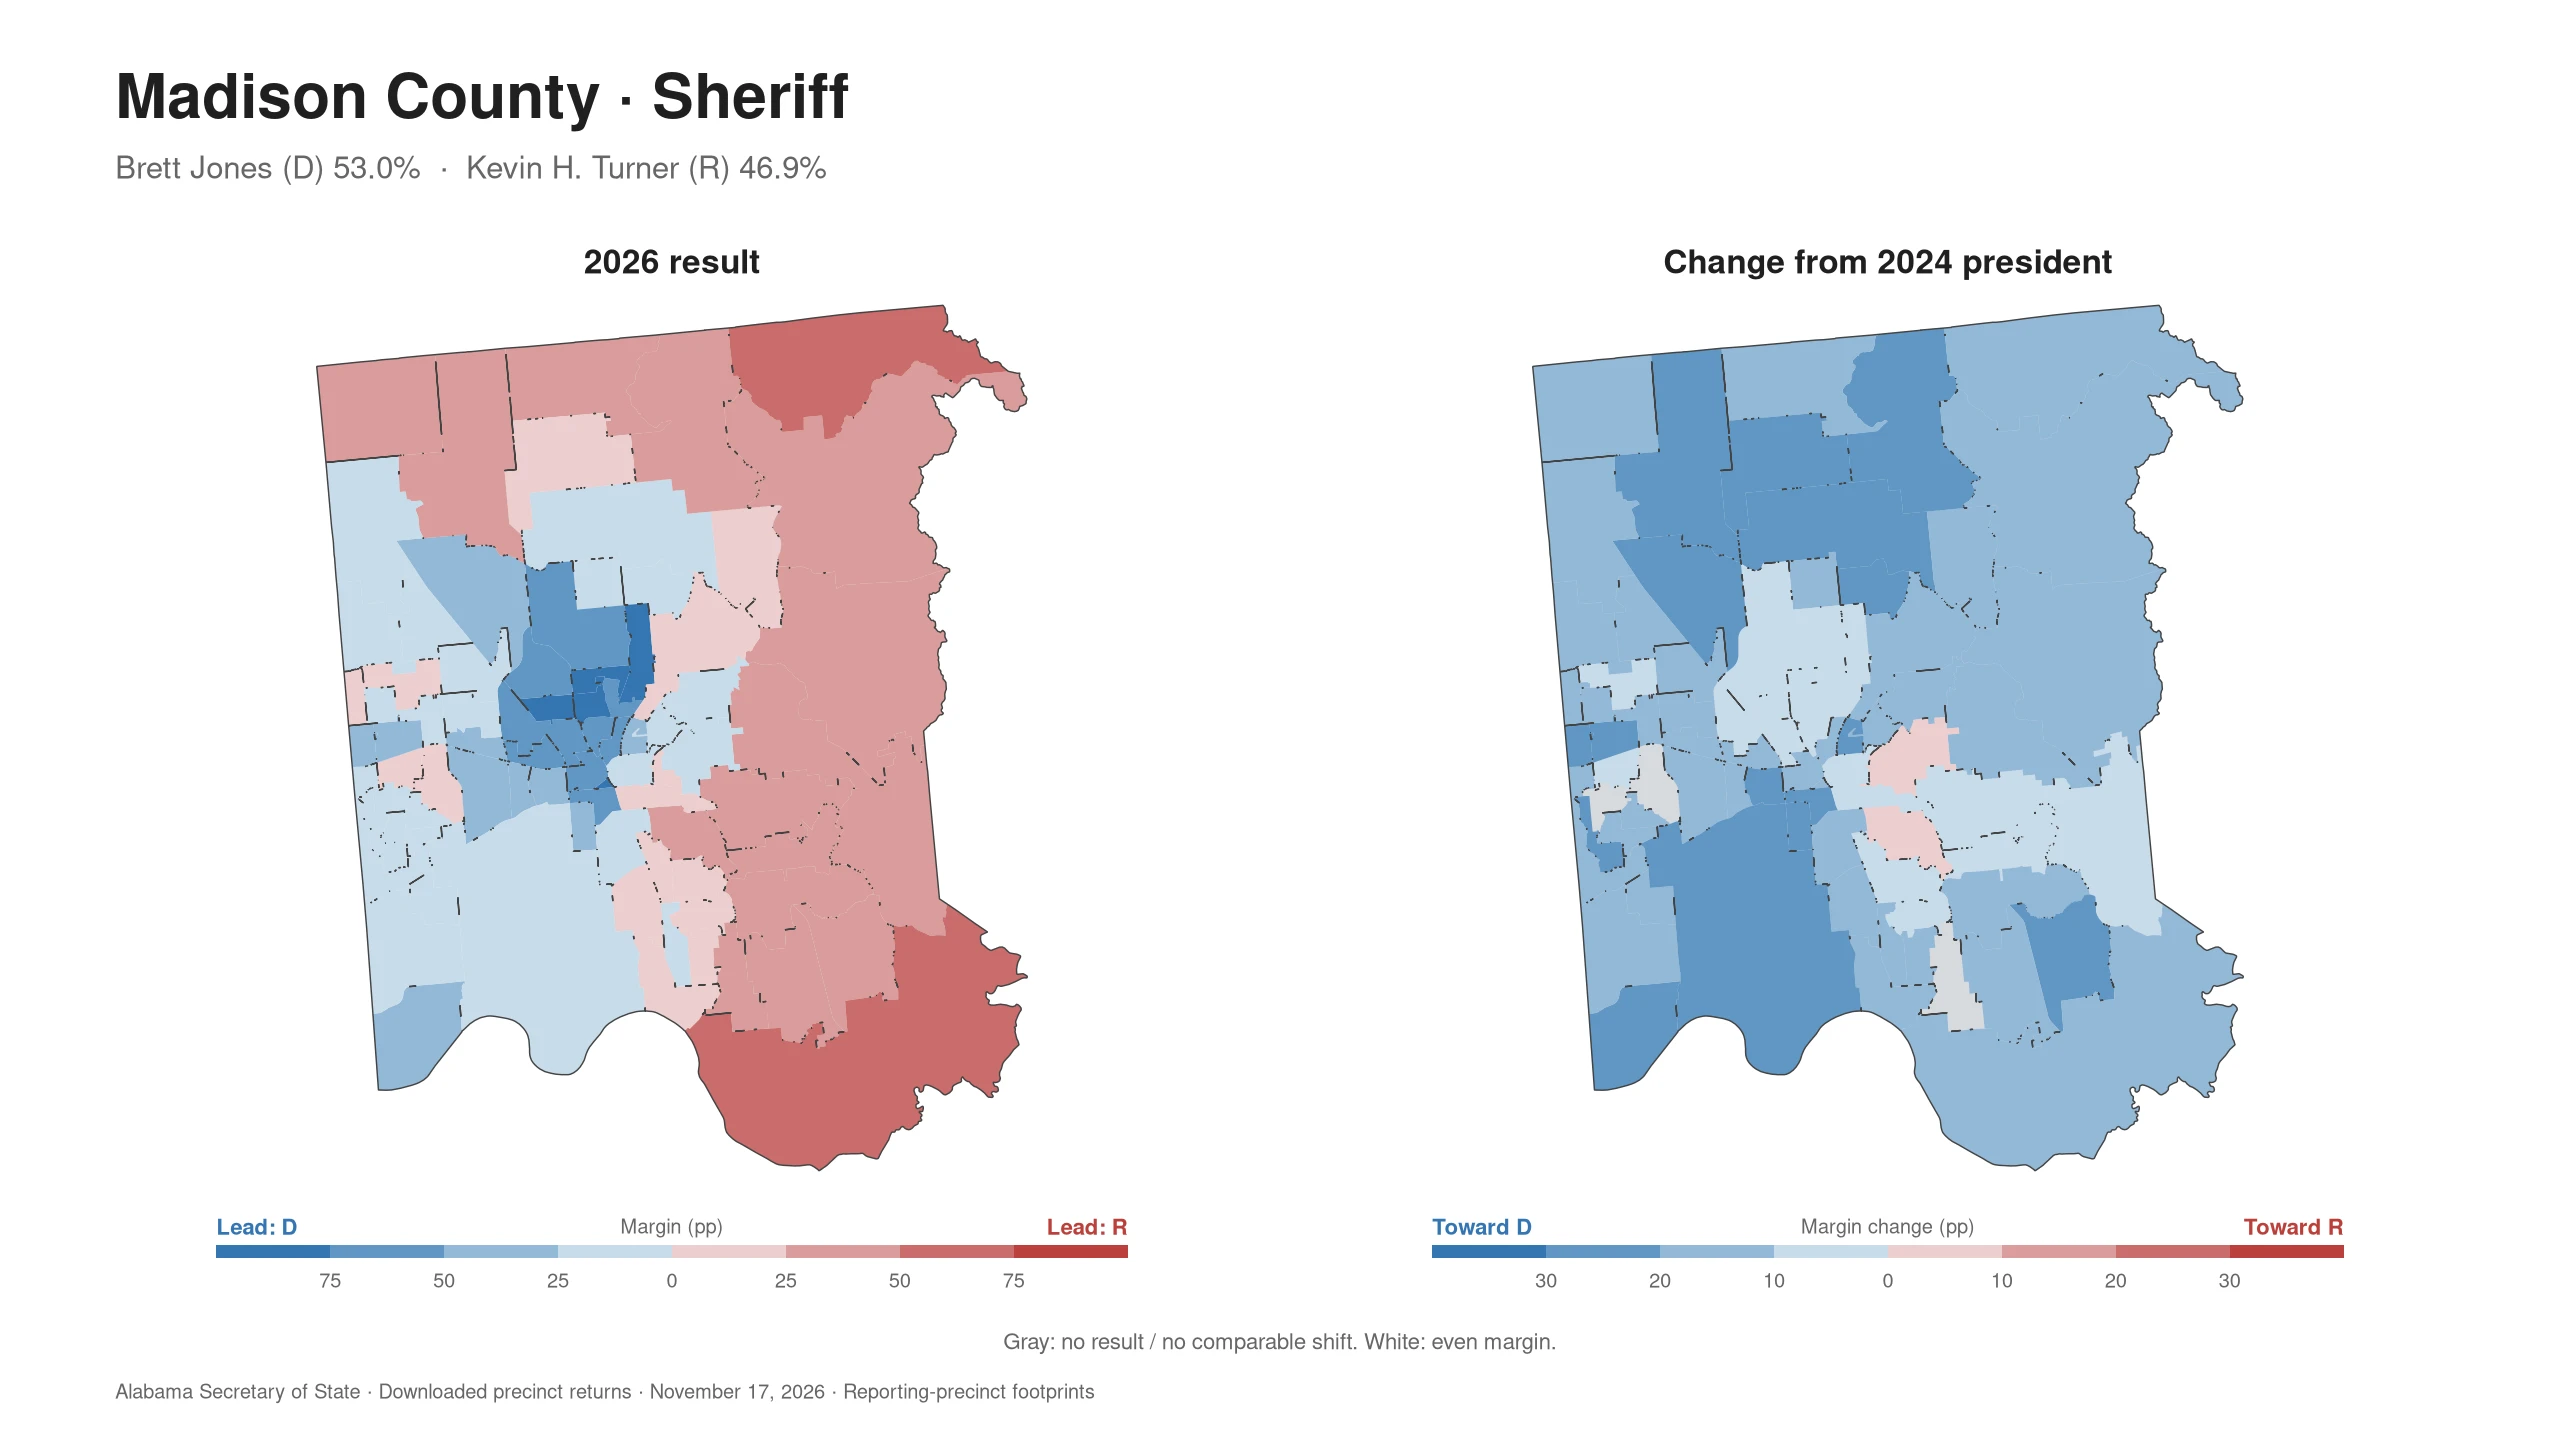 Madison County · Sheriff
Brett Jones (D) 53.0% · Kevin H. Turner (R) 46.9%
2026 result
Change from 2024 president
Lead: D Margin (pp) Lead: R
75 50 25 0 25 50 75
Toward D Margin change (pp) Toward R
30 20 10 0 10 20 30
Gray: no result / no comparable shift. White: even margin.
Alabama Secretary of State · Downloaded precinct returns · November 17, 2026 · Reporting-precinct footprints